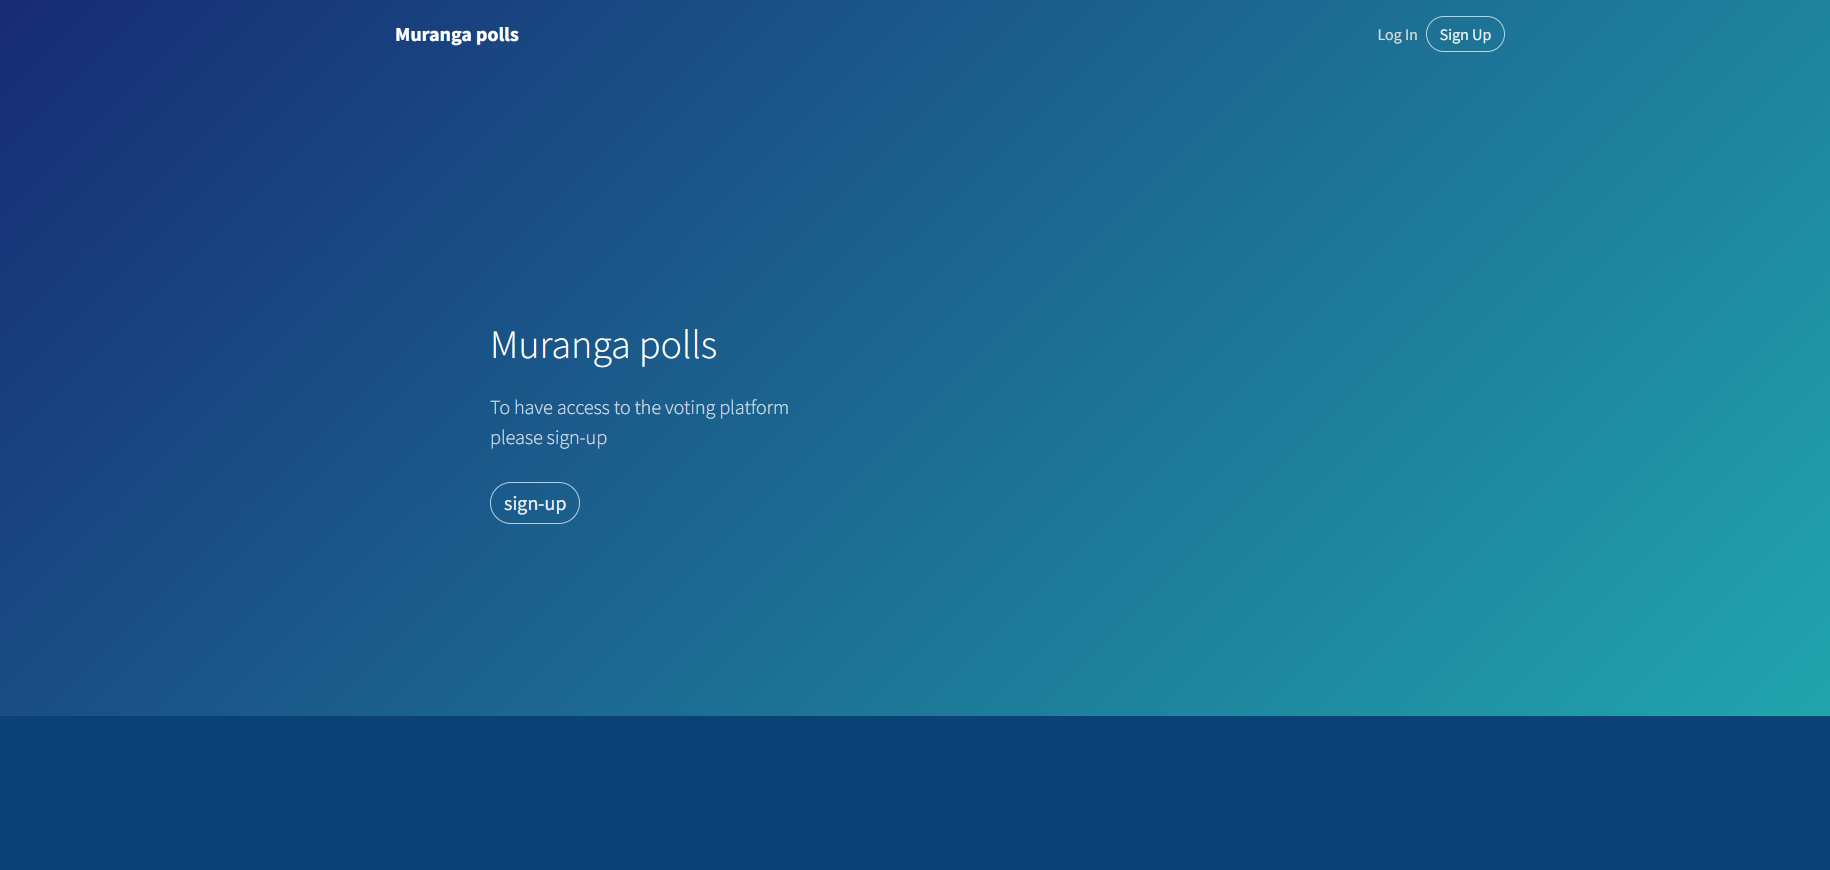 Muranga polls
Log In
Sign Up
Muranga polls
To have access to the voting platform
please sign-up
sign-up